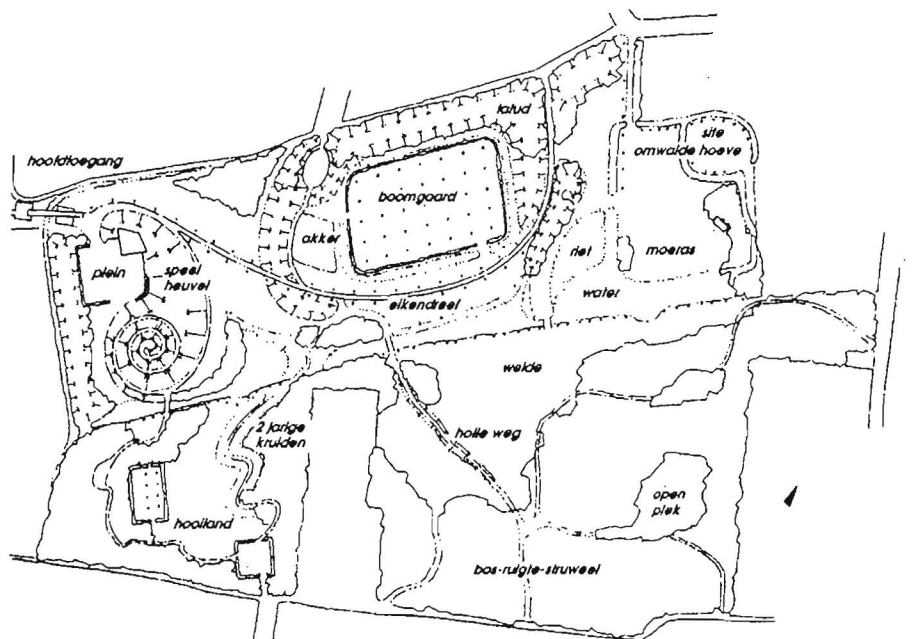 talud
hoofdtoegang
site
omwalde hoeve
boomgaard
akker
riet
moeras
plein
speel
heuvel
water
eikendreef
weide
2 jarige
kruiden
holle weg
open
plek
hooiland
bos-ruigte-struweel